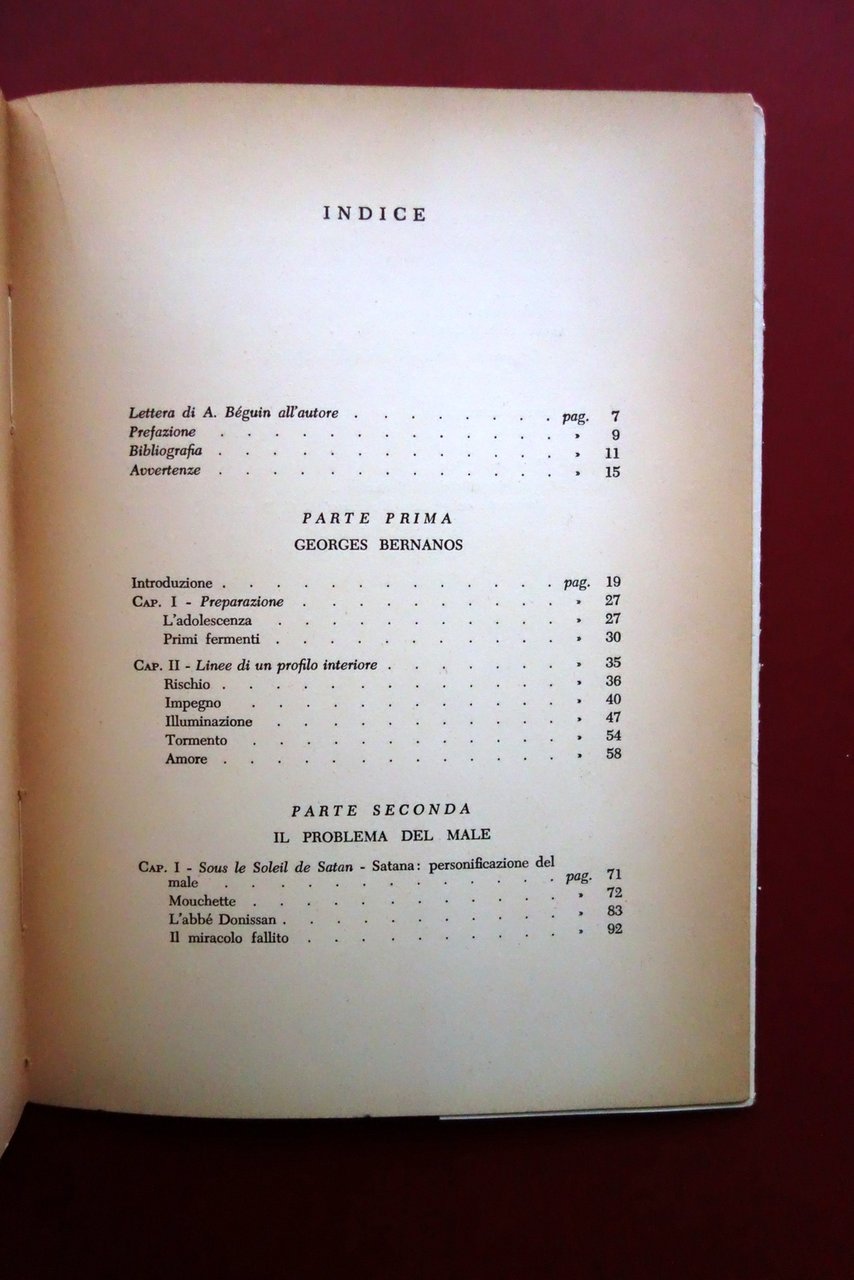 INDICE
Lettera di A. Béguin all'autore . . . . . . . . pag. 7
Prefazione . . . . . . . . . . . . . » 9
Bibliografia . . . . . . . . . . . . . » 11
Avvertenze . . . . . . . . . . . . . » 15
PARTE PRIMA
GEORGES BERNANOS
Introduzione . . . . . . . . . . . . . pag. 19
CAP. I - Preparazione . . . . . . . . . . » 27
L'adolescenza . . . . . . . . . . . » 27
Primi fermenti . . . . . . . . . . . » 30
CAP. II - Linee di un profilo interiore . . . . . . . » 35
Rischio . . . . . . . . . . . . . » 36
Impegno . . . . . . . . . . . . » 40
Illuminazione . . . . . . . . . . . » 47
Tormento . . . . . . . . . . . . » 54
Amore . . . . . . . . . . . . . » 58
PARTE SECONDA
IL PROBLEMA DEL MALE
CAP. I - Sous le Soleil de Satan - Satana: personificazione del
male . . . . . . . . . . . . . pag. 71
Mouchette . . . . . . . . . . . . » 72
L'abbé Donissan . . . . . . . . . . . » 83
Il miracolo fallito . . . . . . . . . . » 92